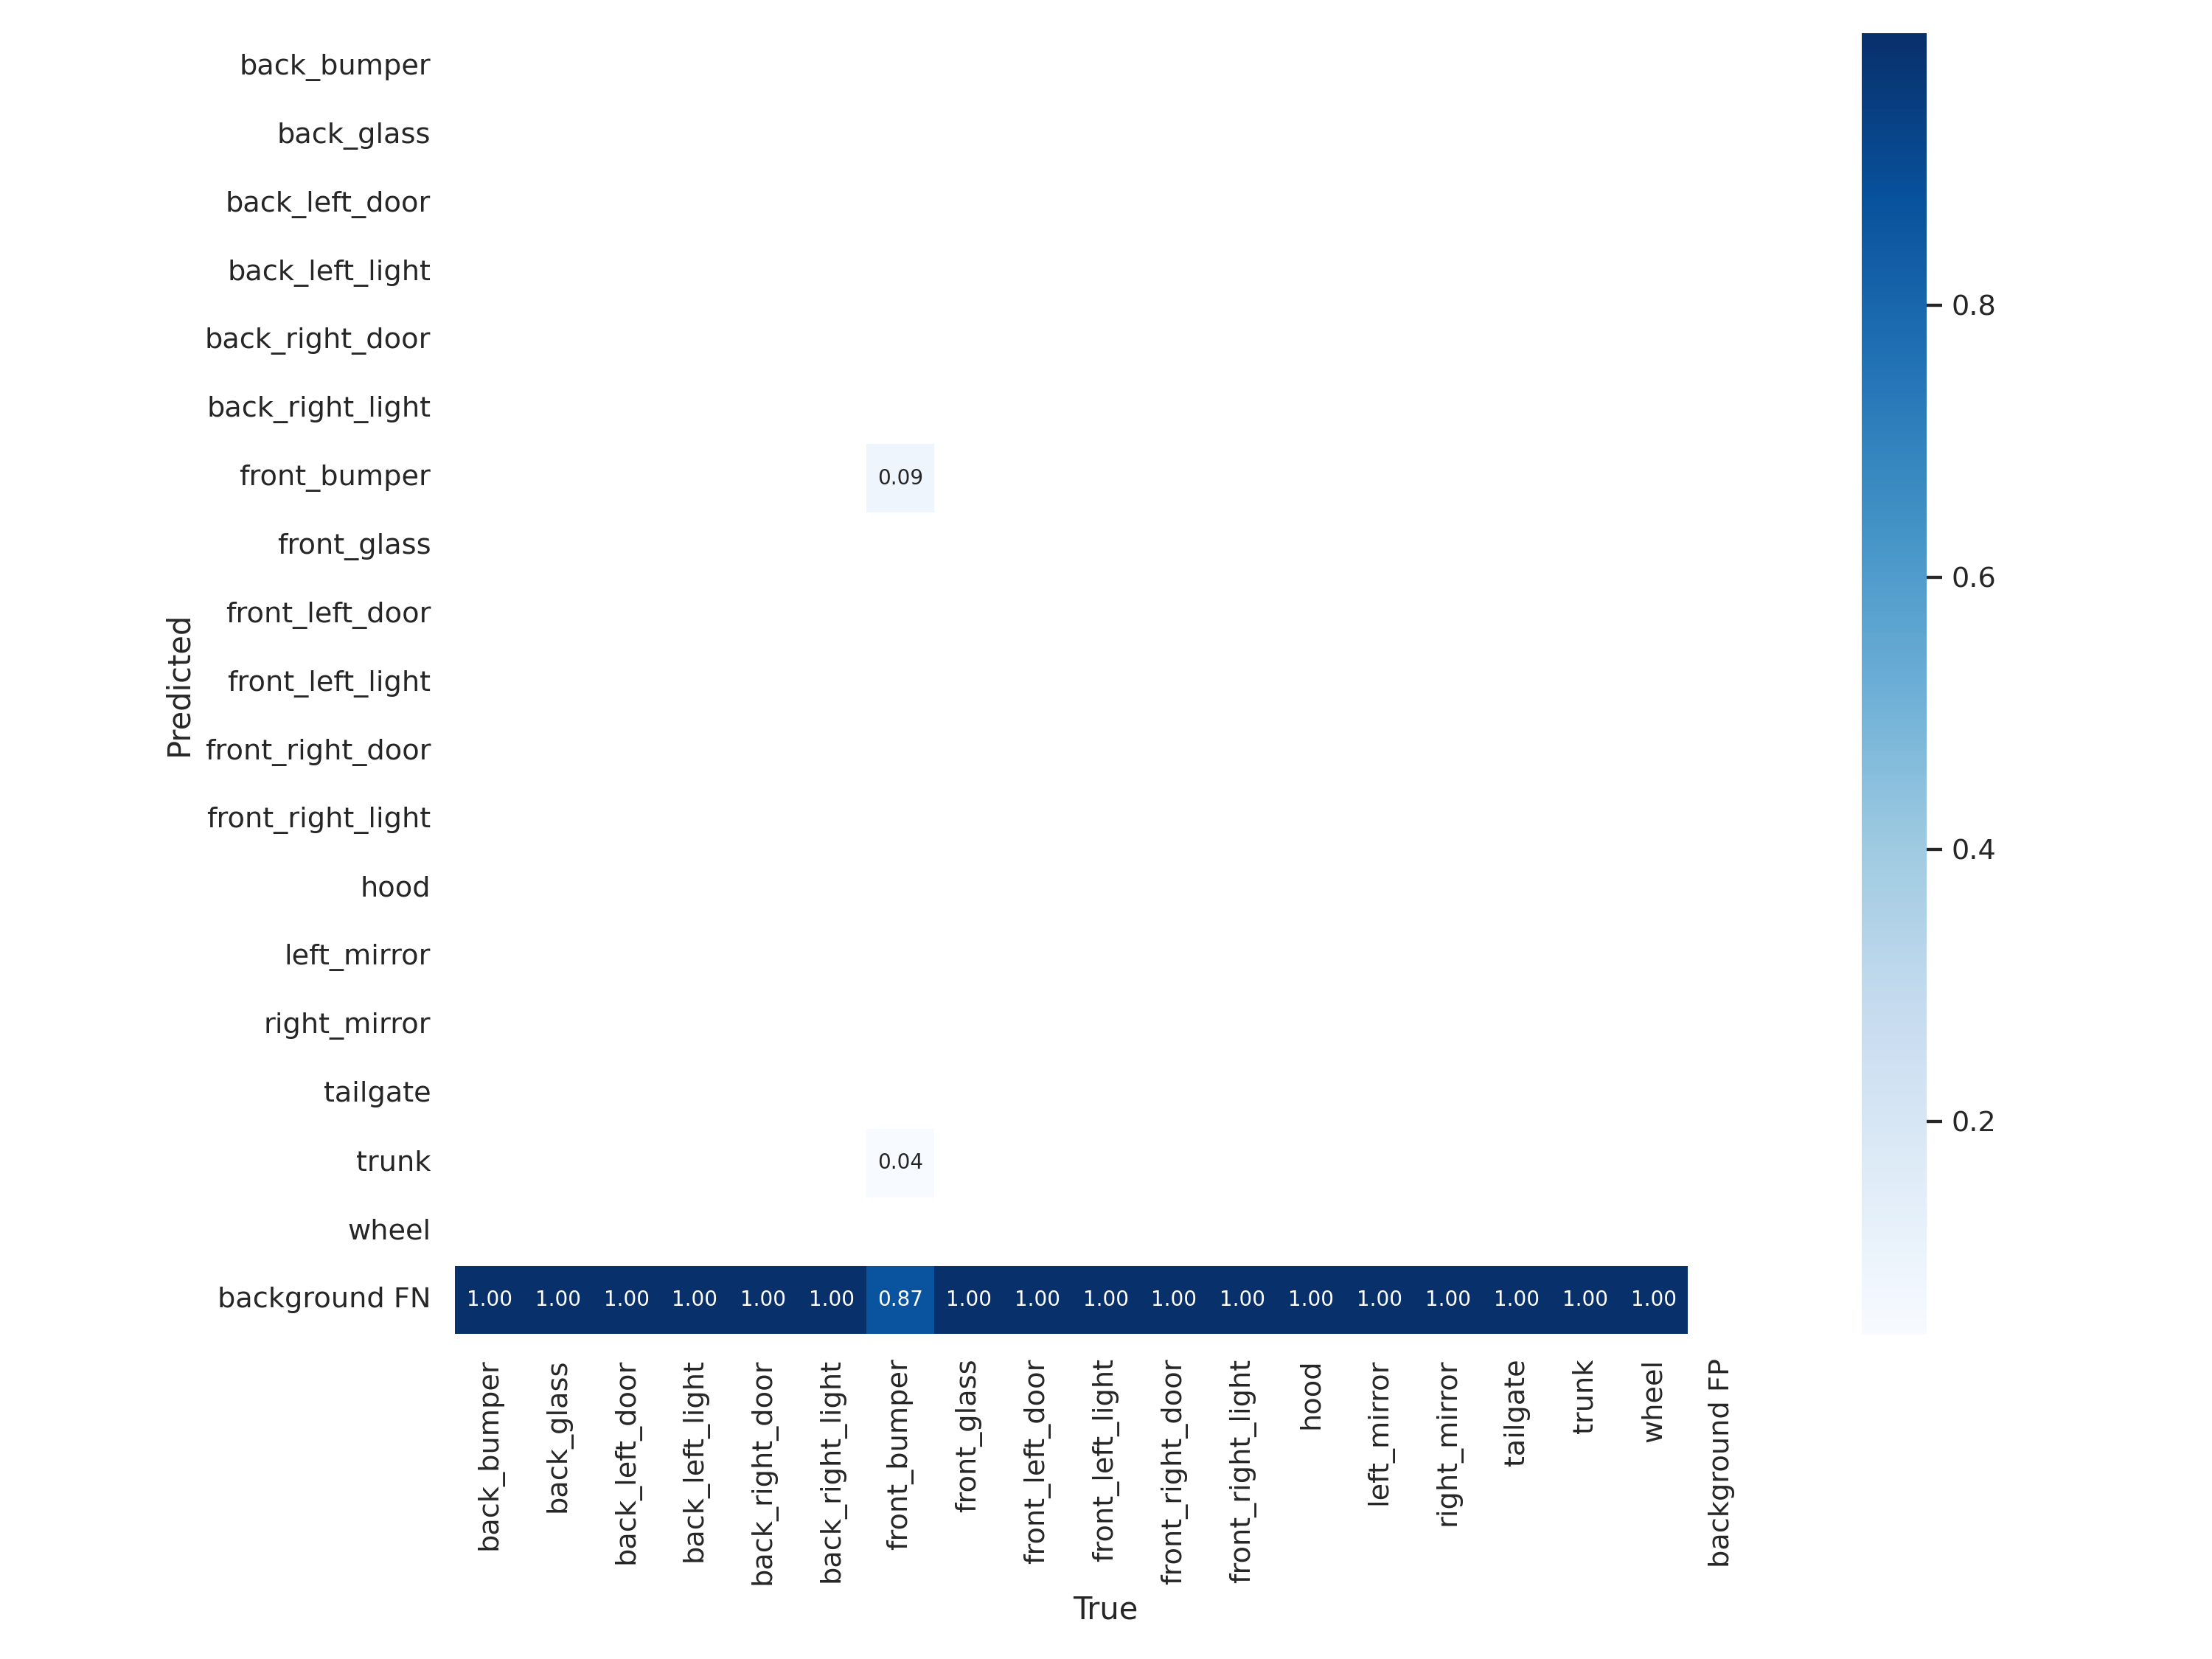 back_bumper
back_glass
back_left_door
back_left_light
back_right_door
back_right_light
front_bumper
front_glass
front_left_door
front_left_light
front_right_door
front_right_light
hood
left_mirror
right_mirror
tailgate
trunk
wheel
background FN
Predicted
0.09
0.04
1.00 1.00 1.00 1.00 1.00 1.00 0.87 1.00 1.00 1.00 1.00 1.00 1.00 1.00 1.00 1.00 1.00 1.00
back_bumper
back_glass
back_left_door
back_left_light
back_right_door
back_right_light
front_bumper
front_glass
front_left_door
front_left_light
front_right_door
front_right_light
hood
left_mirror
right_mirror
tailgate
trunk
wheel
background FP
True
0.8
0.6
0.4
0.2